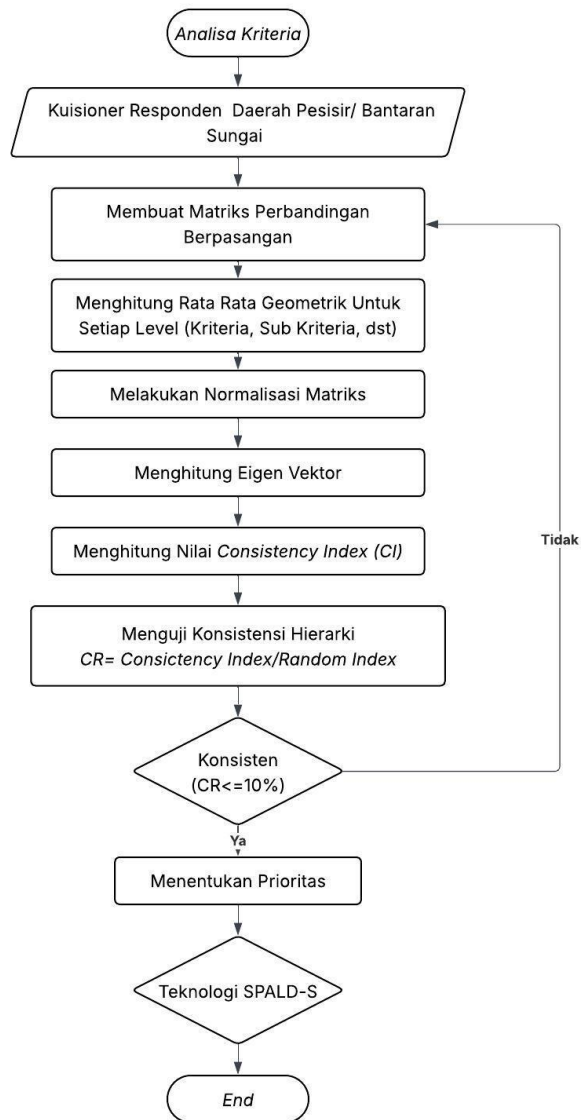 Analisa Kriteria
Kuisioner Responden Daerah Pesisir/ Bantaran
Sungai
Membuat Matriks Perbandingan
Berpasangan
Menghitung Rata Rata Geometrik Untuk
Setiap Level (Kriteria, Sub Kriteria, dst)
Melakukan Normalisasi Matriks
Menghitung Eigen Vektor
Menghitung Nilai Consistency Index (CI)
Menguji Konsistensi Hierarki
CR= Consictency Index/Random Index
Konsisten
(CR<=10%)
Tidak
Ya
Menentukan Prioritas
Teknologi SPALD-S
End